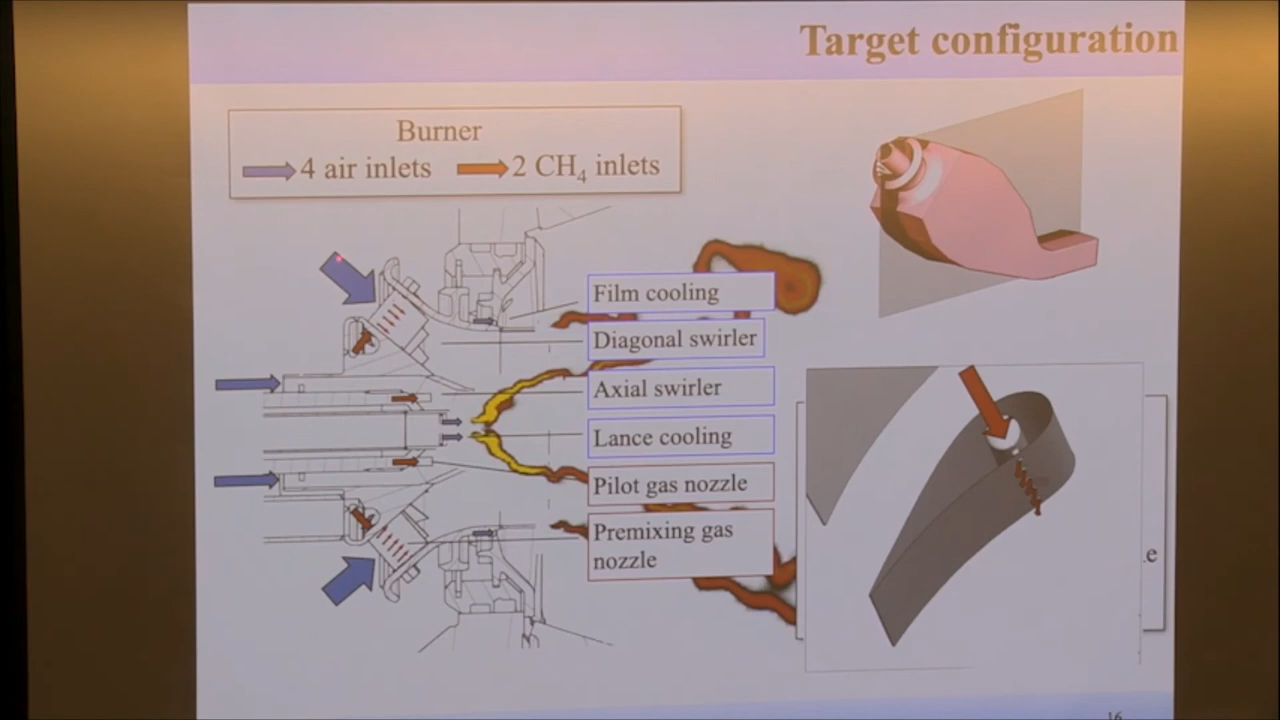 Target configuration
Burner
4 air inlets 2 CH₄ inlets
Film cooling
Diagonal swirler
Axial swirler
Lance cooling
Pilot gas nozzle
Premixing gas
nozzle
e
16